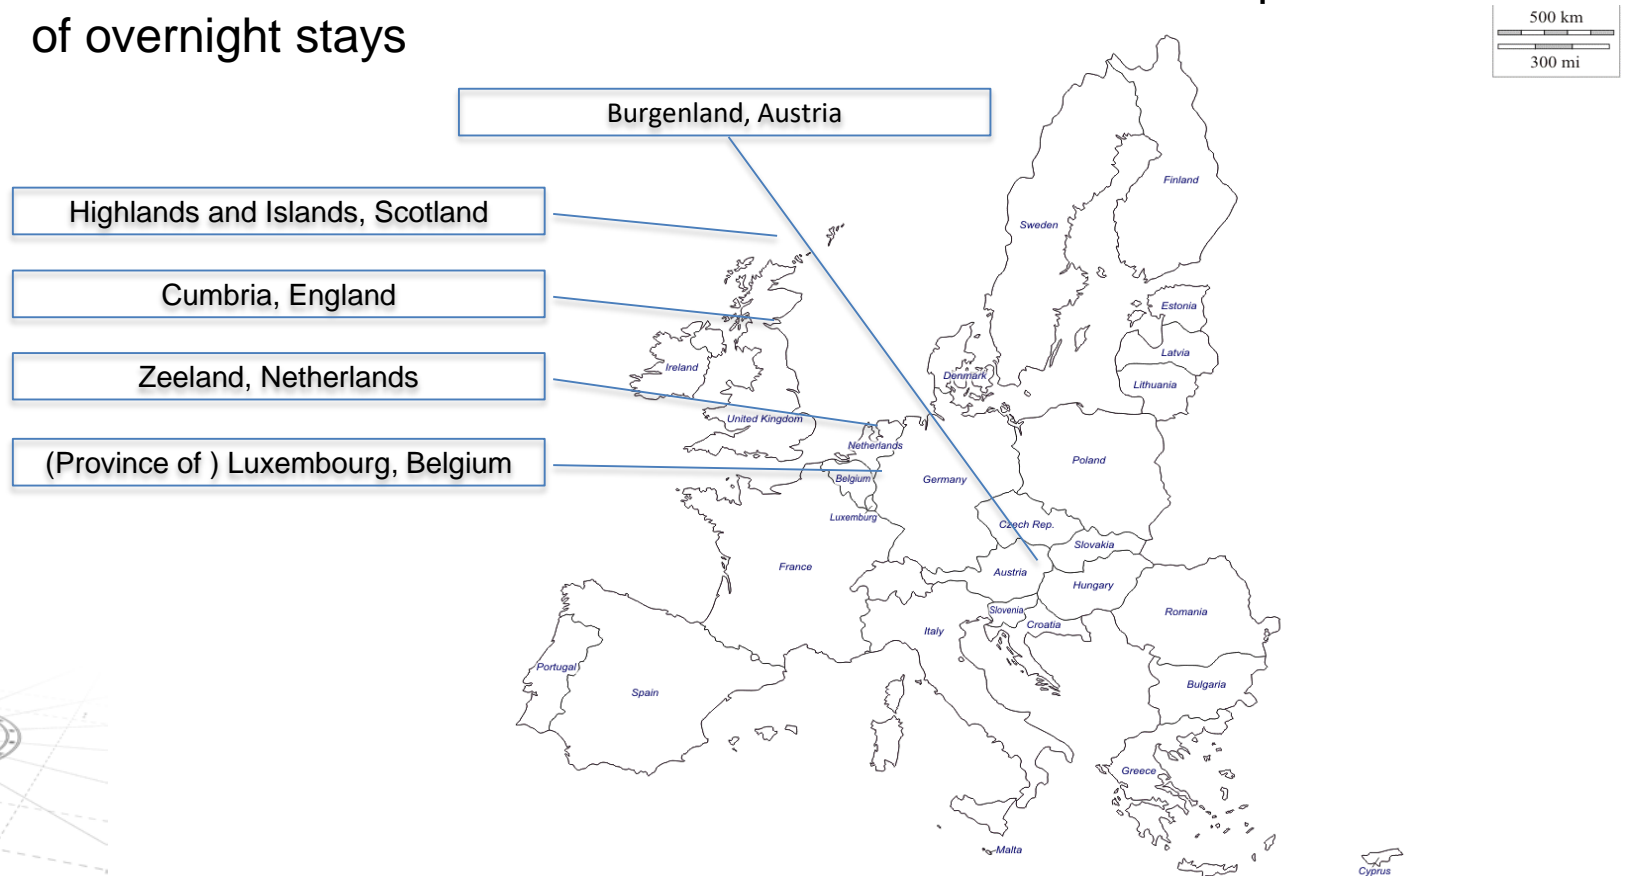 of overnight stays
500 km
300 mi
Burgenland, Austria
Highlands and Islands, Scotland
Cumbria, England
Zeeland, Netherlands
(Province of ) Luxembourg, Belgium
Finland
Sweden
Estonia
Latvia
Lithuania
Denmark
Ireland
United Kingdom
Netherlands
Belgium
Luxemburg
Germany
Poland
Czech Rep.
Slovakia
Austria
Hungary
France
Slovenia
Croatia
Romania
Italy
Portugal
Spain
Bulgaria
Greece
Malta
Cyprus